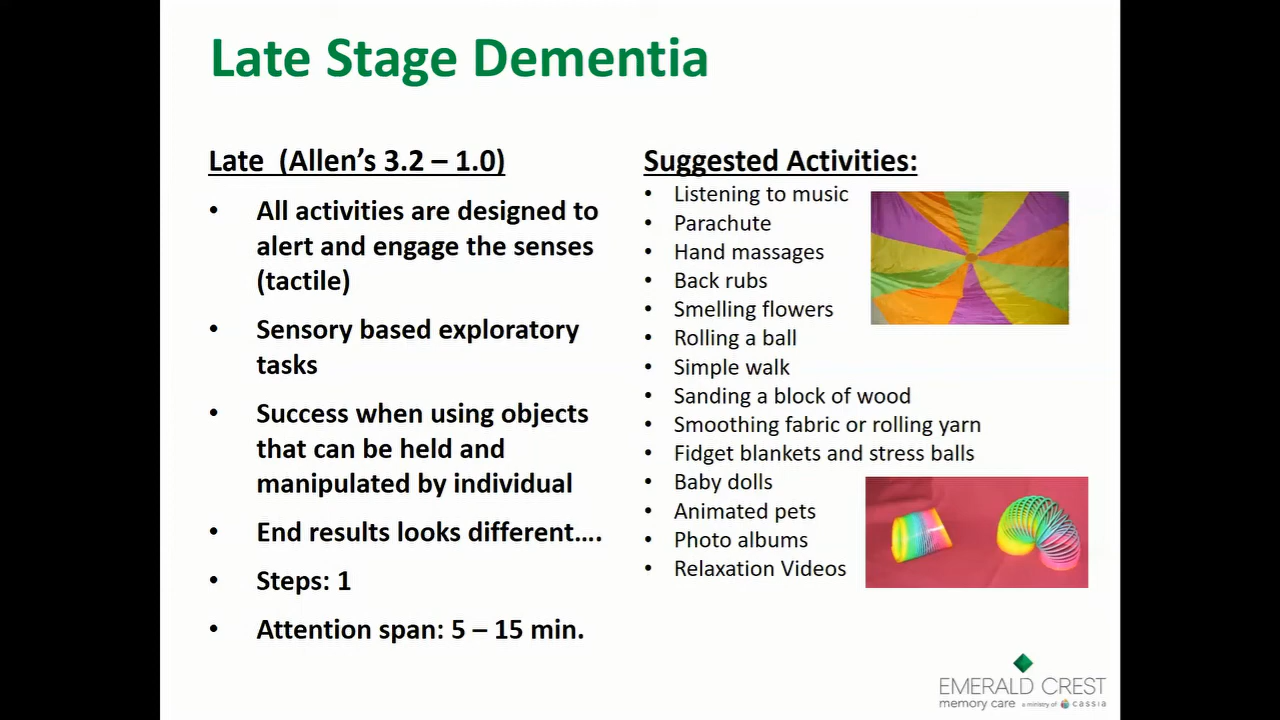 Late Stage Dementia
Late (Allen's 3.2 – 1.0)
• All activities are designed to
alert and engage the senses
(tactile)
• Sensory based exploratory
tasks
• Success when using objects
that can be held and
manipulated by individual
• End results looks different....
• Steps: 1
• Attention span: 5 – 15 min.
Suggested Activities:
• Listening to music
• Parachute
• Hand massages
• Back rubs
• Smelling flowers
• Rolling a ball
• Simple walk
• Sanding a block of wood
• Smoothing fabric or rolling yarn
• Fidget blankets and stress balls
• Baby dolls
• Animated pets
• Photo albums
• Relaxation Videos
EMERALD CREST
memory care a ministry of cassia